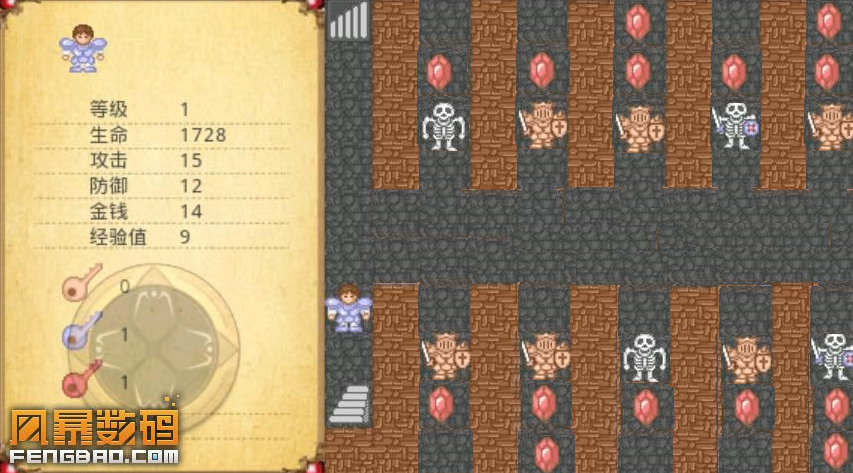 等级 1
生命 1728
攻击 15
防御 12
金钱 14
经验值 9
0
1
1
风暴数码
FENGBAO.COM